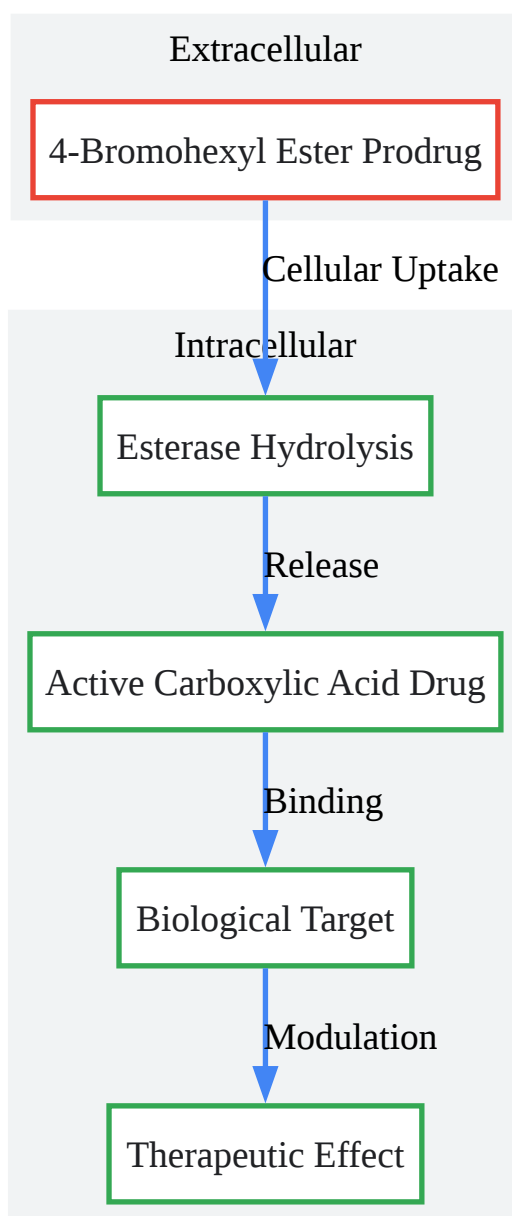 Extracellular
4-Bromohexyl Ester Prodrug
Cellular Uptake
Intracellular
Esterase Hydrolysis
Release
Active Carboxylic Acid Drug
Binding
Biological Target
Modulation
Therapeutic Effect